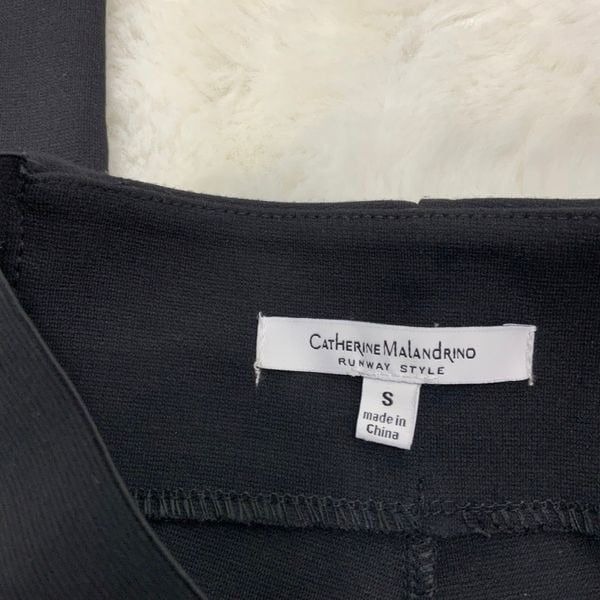 CATHERINE MALANDRINO
RUNWAY STYLE
S
made in
China